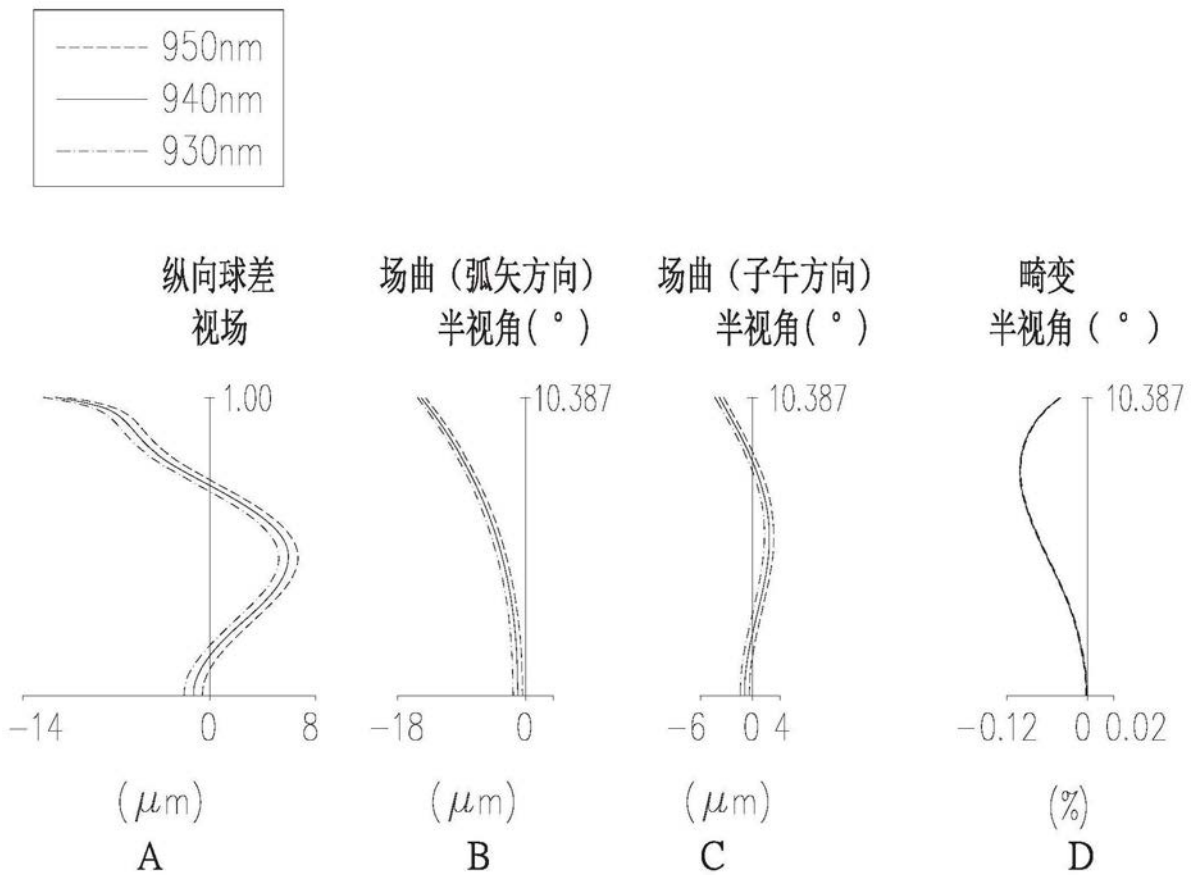 950nm
940nm
930nm
纵向球差
视场
场曲（弧矢方向）
半视角(°)
场曲（子午方向）
半视角(°)
畸变
半视角（°）
1.00
10.387
10.387
10.387
-14 0 8
-18 0
-6 0 4
-0.12 0 0.02
(μm)
(μm)
(μm)
(%)
A
B
C
D